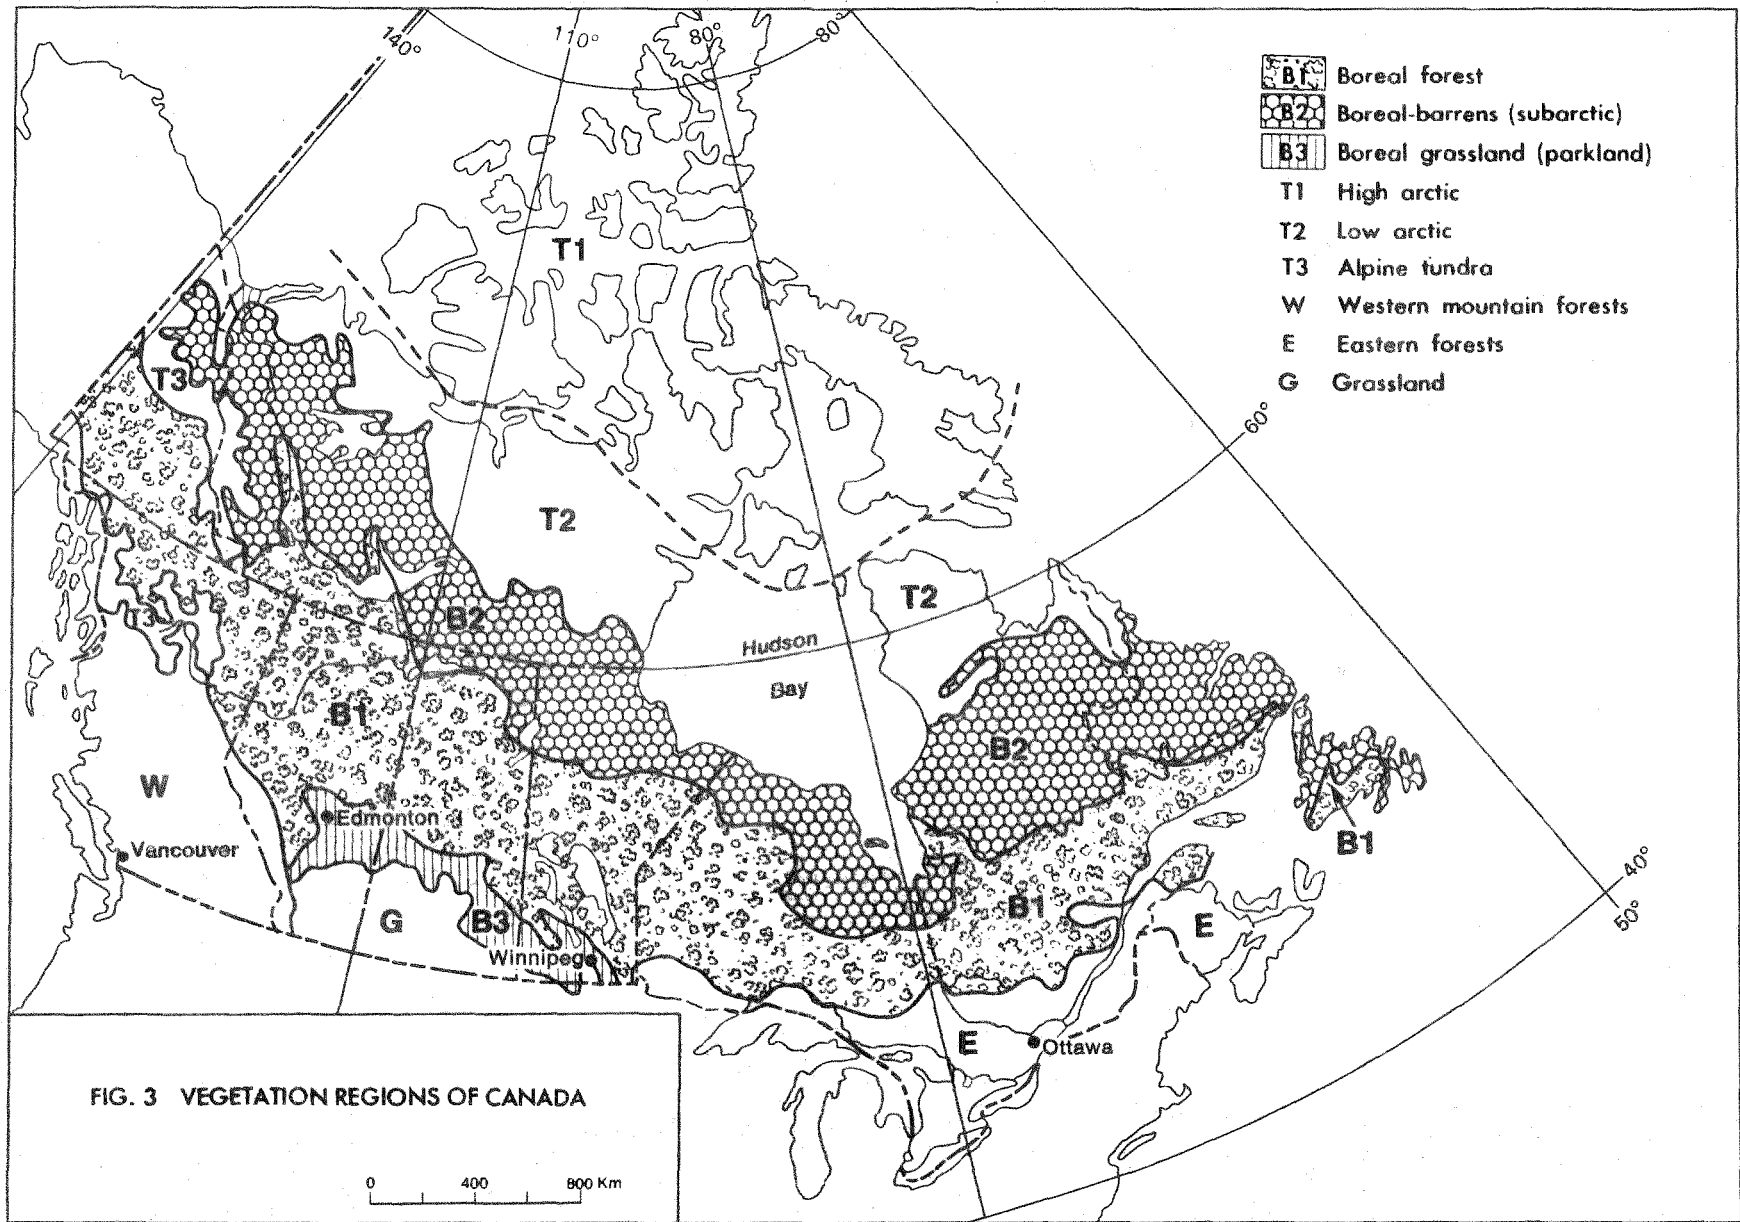 140°
110°
80°
80°
B1 Boreal forest
B2 Boreal-barrens (subarctic)
B3 Boreal grassland (parkland)
T1 High arctic
T2 Low arctic
T3 Alpine tundra
W Western mountain forests
E Eastern forests
G Grassland
T1
T3
60°
T2
T2
T3
B2
Hudson
Bay
B1
B2
W
Edmonton
Vancouver
B1
40°
50°
G
B3
B1
E
Winnipeg
E
Ottawa
FIG. 3 VEGETATION REGIONS OF CANADA
0 400 800 Km